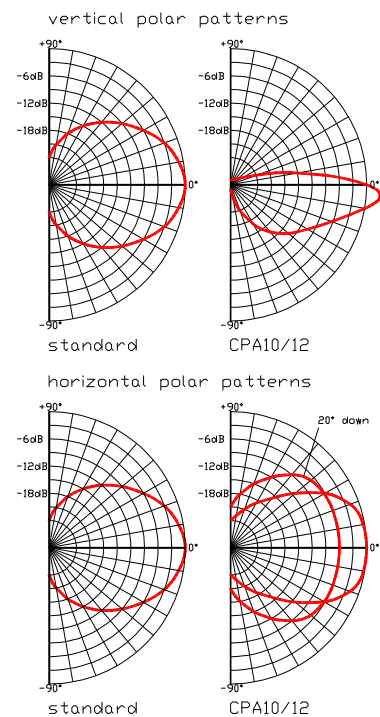 vertical polar patterns
+90° +90°
-6dB -6dB
-12dB -12dB
-18dB -18dB
0° 0°
-90° -90°
standard CPA10/12
horizontal polar patterns
+90° +90°
20° down
-6dB -6dB
-12dB -12dB
-18dB -18dB
0° 0°
-90° -90°
standard CPA10/12